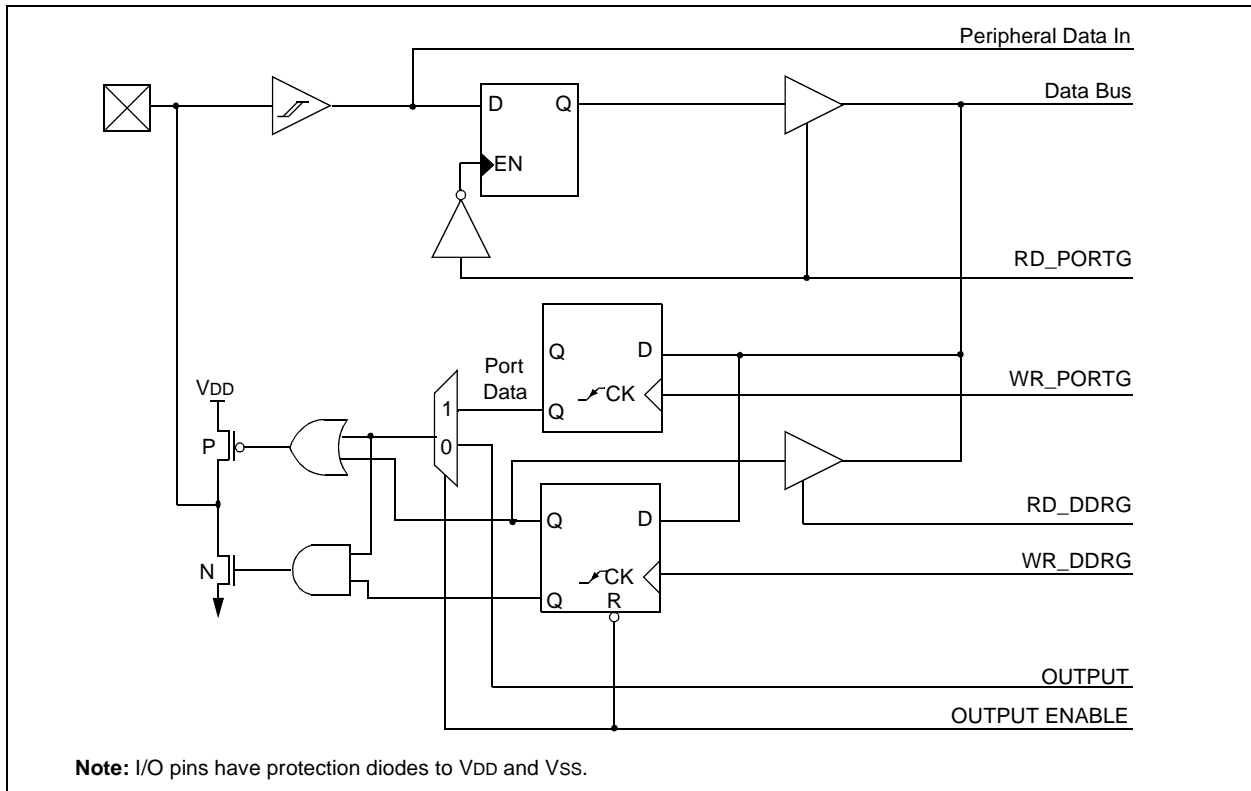 Peripheral Data In
D Q
Data Bus
EN
RD_PORTG
Q D
Port
Data
WR_PORTG
CK
Q
VDD
1
P
0
RD_DDRG
Q D
WR_DDRG
N
CK
Q
R
OUTPUT
OUTPUT ENABLE
Note: I/O pins have protection diodes to VDD and VSS.